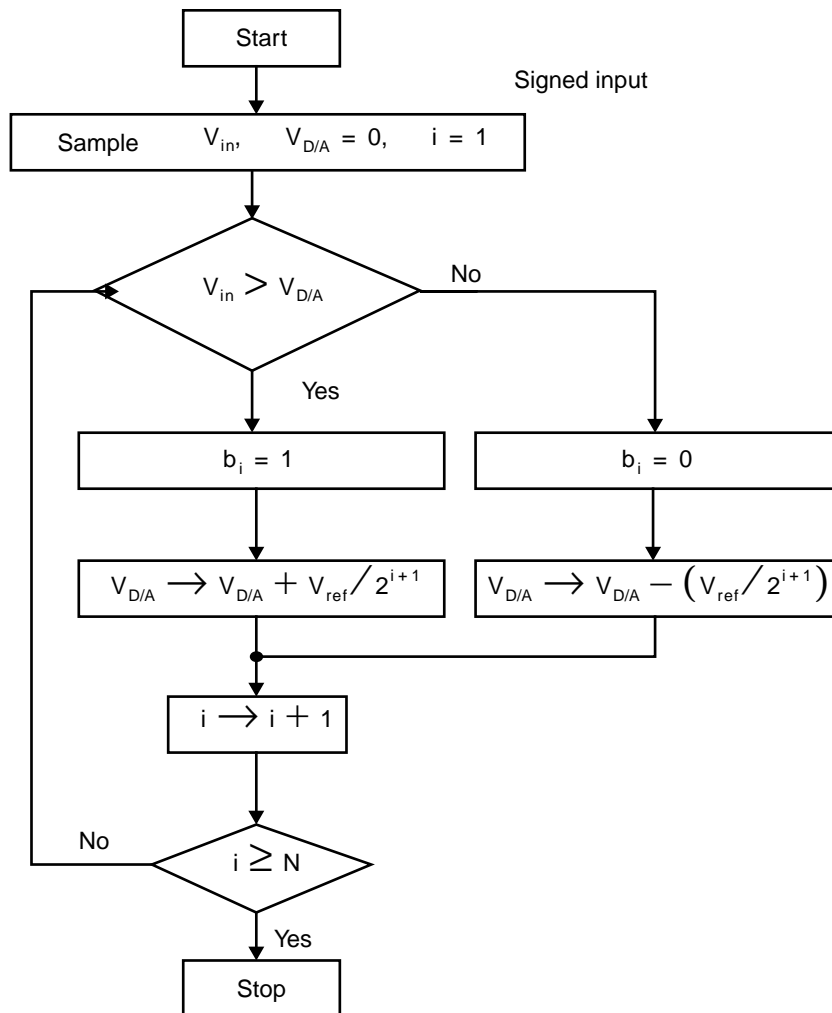 Start
Signed input
Sample V_in, V_D/A = 0, i = 1
V_in > V_D/A
No
Yes
b_i = 1
b_i = 0
V_D/A → V_D/A + V_ref / 2^{i+1}
V_D/A → V_D/A − (V_ref / 2^{i+1})
i → i + 1
No
i ≥ N
Yes
Stop